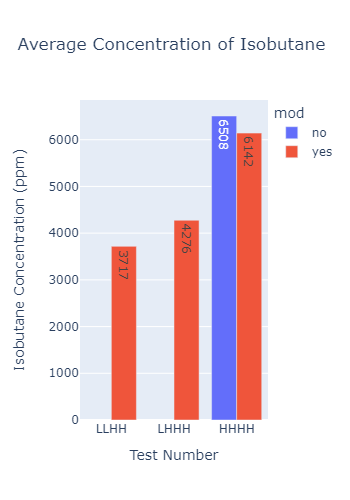 Average Concentration of Isobutane
mod
no
yes
Isobutane Concentration (ppm)
6000
5000
4000
3000
2000
1000
0
3717
4276
6508
6142
LLHH LHHH HHHH
Test Number